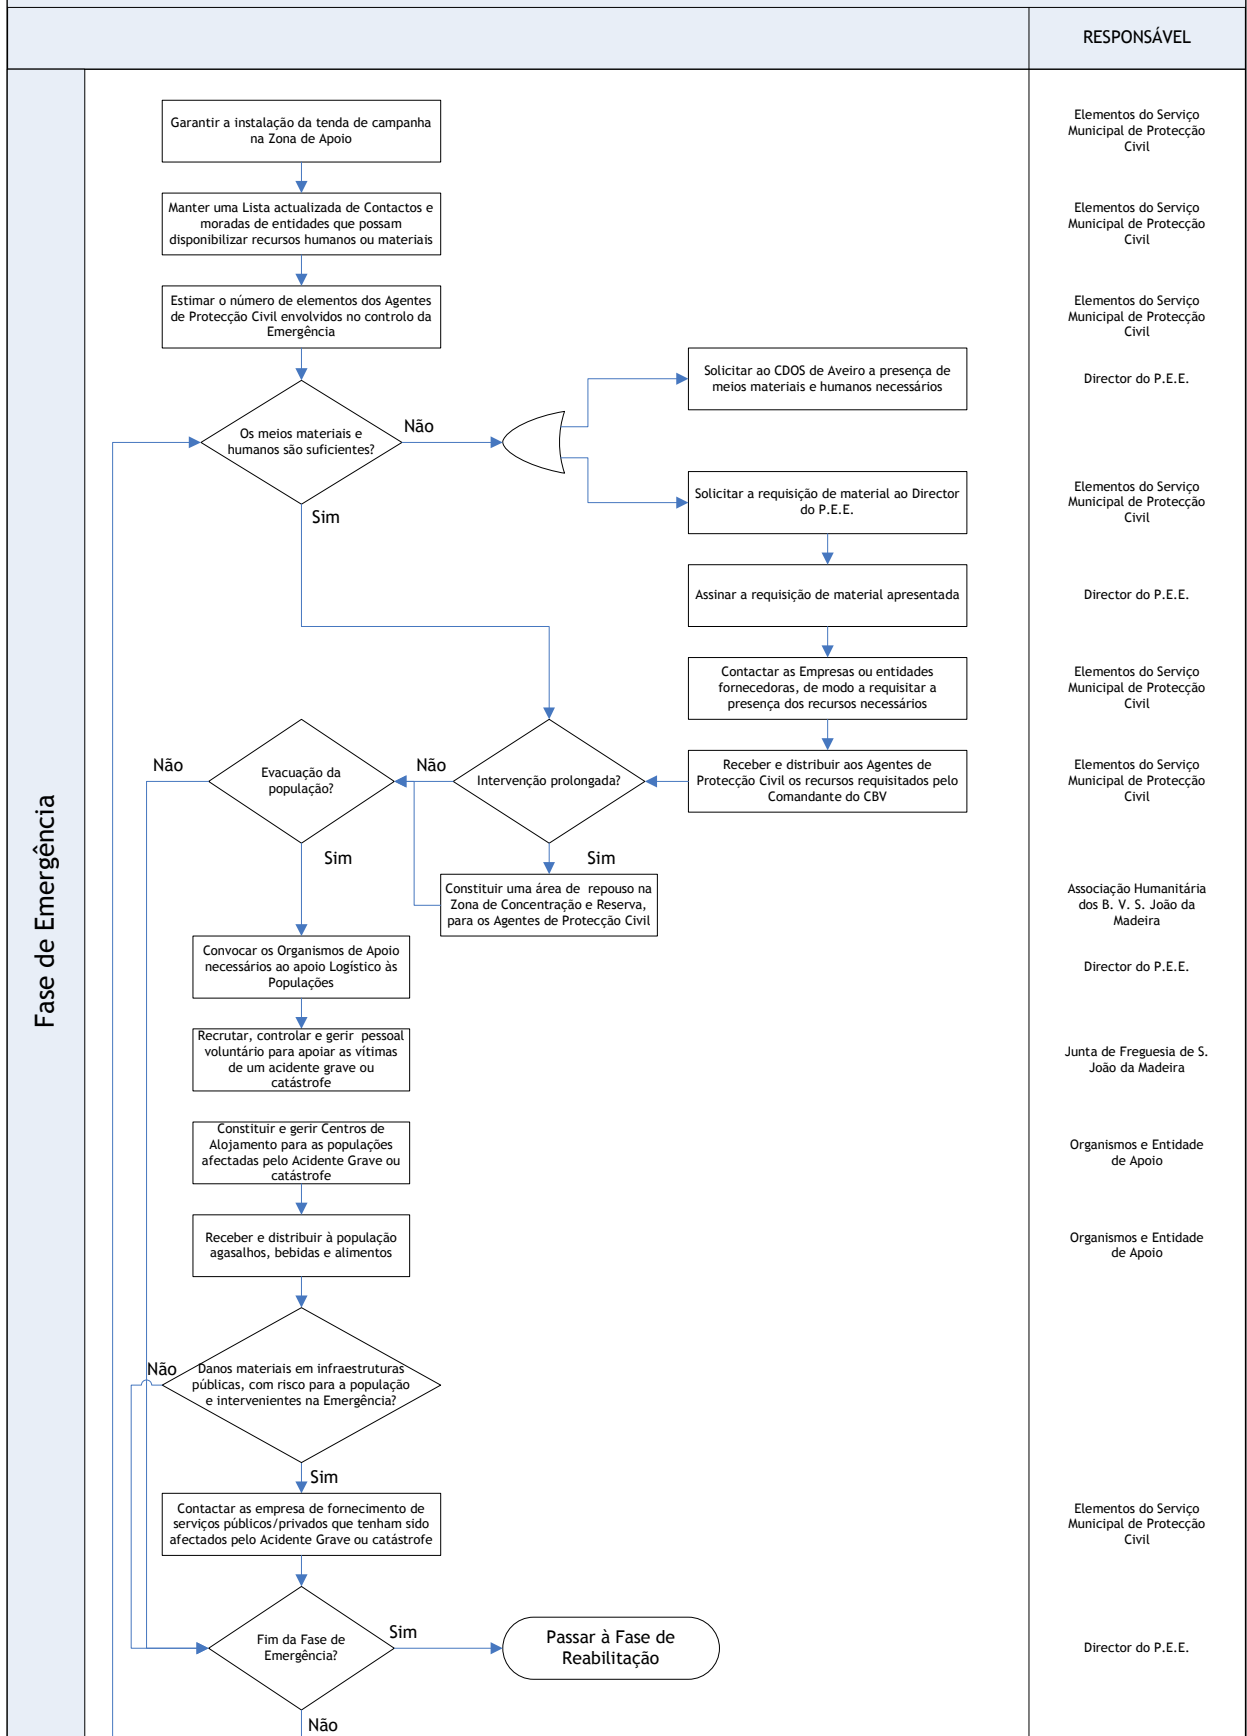 RESPONSÁVEL
Fase de Emergência
Garantir a instalação da tenda de campanha
na Zona de Apoio
Elementos do Serviço
Municipal de Protecção
Civil
Manter uma Lista actualizada de Contactos e
moradas de entidades que possam
disponibilizar recursos humanos ou materiais
Elementos do Serviço
Municipal de Protecção
Civil
Estimar o número de elementos dos Agentes
de Protecção Civil envolvidos no controlo da
Emergência
Elementos do Serviço
Municipal de Protecção
Civil
Solicitar ao CDOS de Aveiro a presença de
meios materiais e humanos necessários
Director do P.E.E.
Os meios materiais e
humanos são suficientes?
Não
Sim
Solicitar a requisição de material ao Director
do P.E.E.
Elementos do Serviço
Municipal de Protecção
Civil
Assinar a requisição de material apresentada
Director do P.E.E.
Contactar as Empresas ou entidades
fornecedoras, de modo a requisitar a
presença dos recursos necessários
Elementos do Serviço
Municipal de Protecção
Civil
Não
Evacuação da
população?
Sim
Não
Intervenção prolongada?
Sim
Receber e distribuir aos Agentes de
Protecção Civil os recursos requisitados pelo
Comandante do CBV
Elementos do Serviço
Municipal de Protecção
Civil
Constituir uma área de  repouso na
Zona de Concentração e Reserva,
para os Agentes de Protecção Civil
Associação Humanitária
dos B. V. S. João da
Madeira
Convocar os Organismos de Apoio
necessários ao apoio Logístico às
Populações
Director do P.E.E.
Recrutar, controlar e gerir  pessoal
voluntário para apoiar as vítimas
de um acidente grave ou
catástrofe
Junta de Freguesia de S.
João da Madeira
Constituir e gerir Centros de
Alojamento para as populações
afectadas pelo Acidente Grave ou
catástrofe
Organismos e Entidade
de Apoio
Receber e distribuir à população
agasalhos, bebidas e alimentos
Organismos e Entidade
de Apoio
Não
Danos materiais em infraestruturas
públicas, com risco para a população
e intervenientes na Emergência?
Sim
Contactar as empresa de fornecimento de
serviços públicos/privados que tenham sido
afectados pelo Acidente Grave ou catástrofe
Elementos do Serviço
Municipal de Protecção
Civil
Fim da Fase de
Emergência?
Sim
Passar à Fase de
Reabilitação
Director do P.E.E.
Não